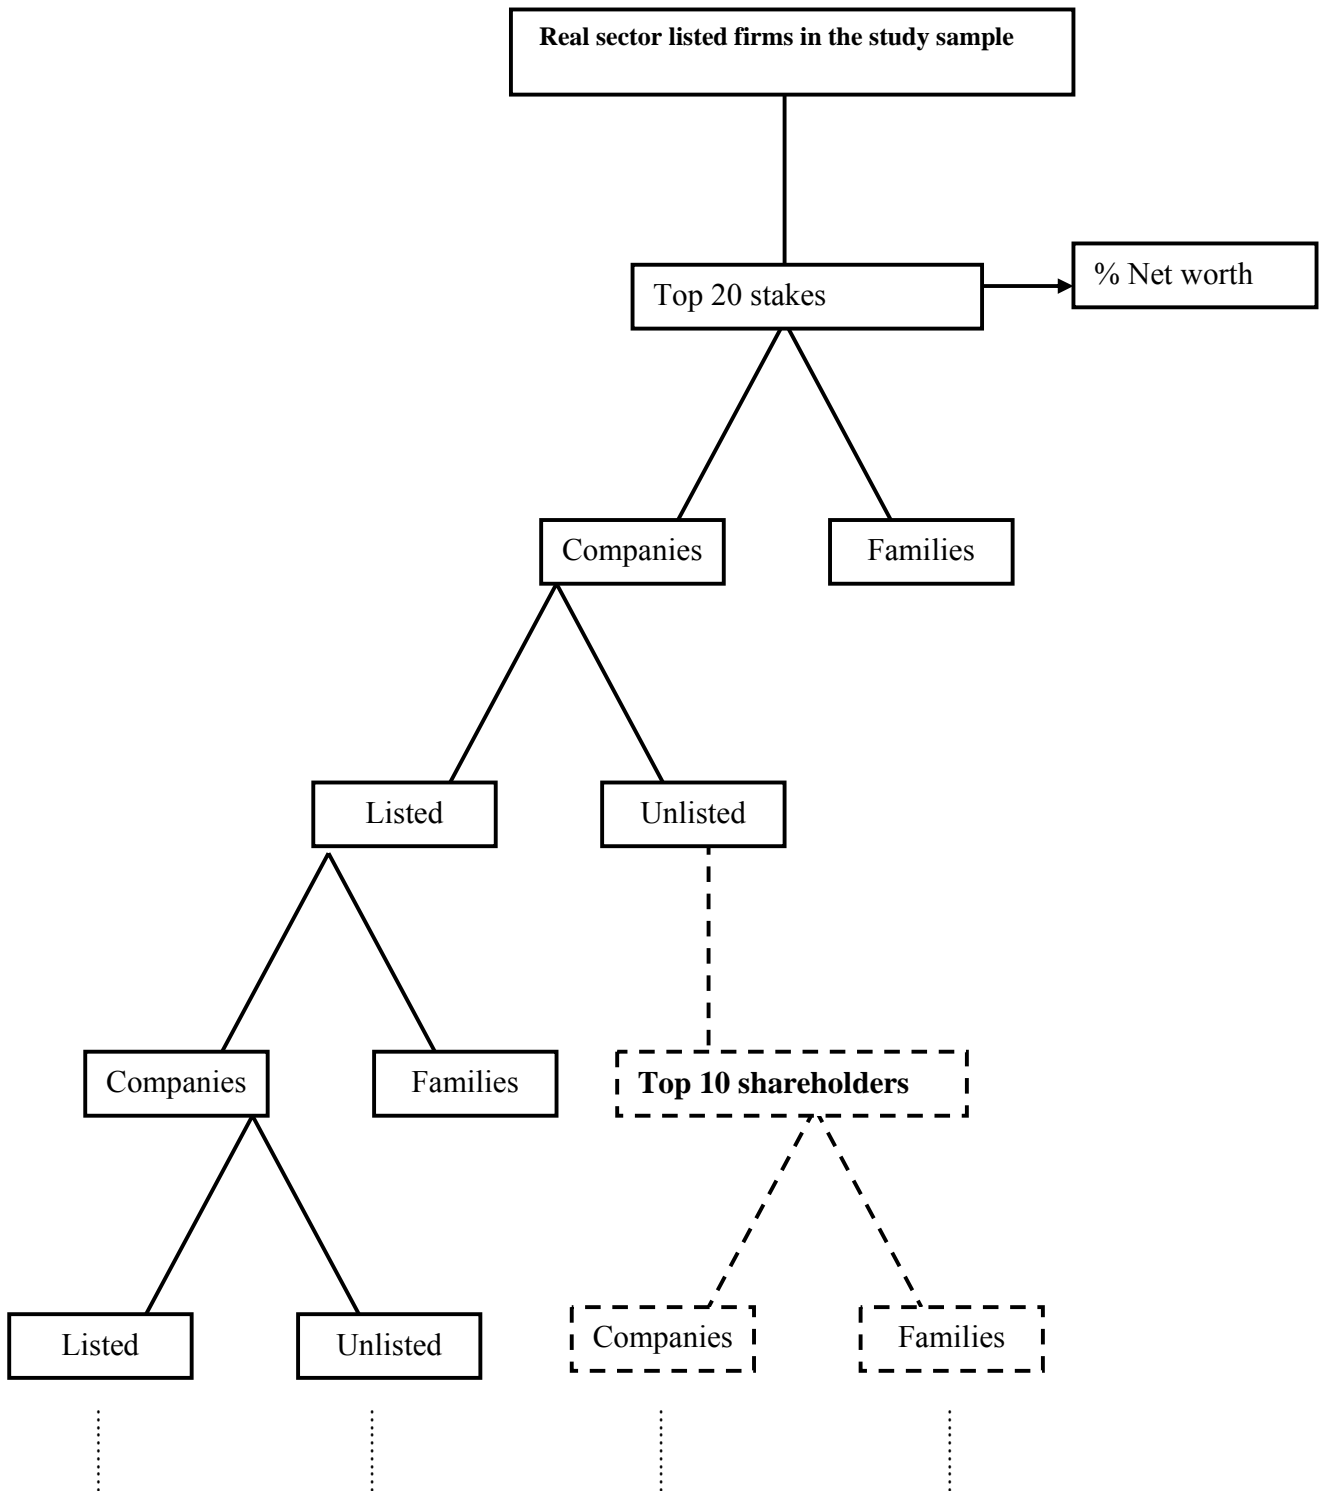 Real sector listed firms in the study sample
% Net worth
Top 20 stakes
Companies
Families
Listed
Unlisted
Companies
Families
Top 10 shareholders
Listed
Unlisted
Companies
Families